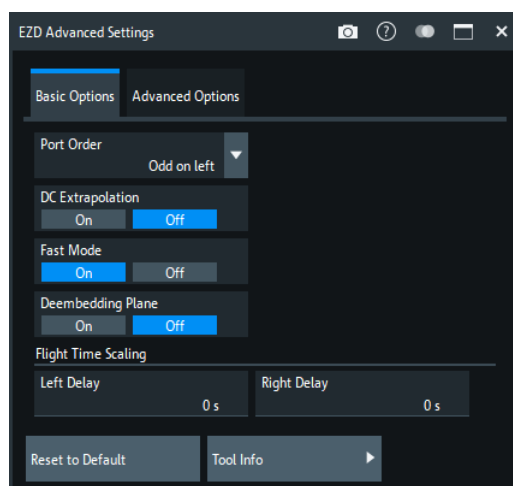 EZD Advanced Settings
Basic Options Advanced Options
Port Order
Odd on left
DC Extrapolation
On Off
Fast Mode
On Off
Deembedding Plane
On Off
Flight Time Scaling
Left Delay Right Delay
0 s 0 s
Reset to Default Tool Info